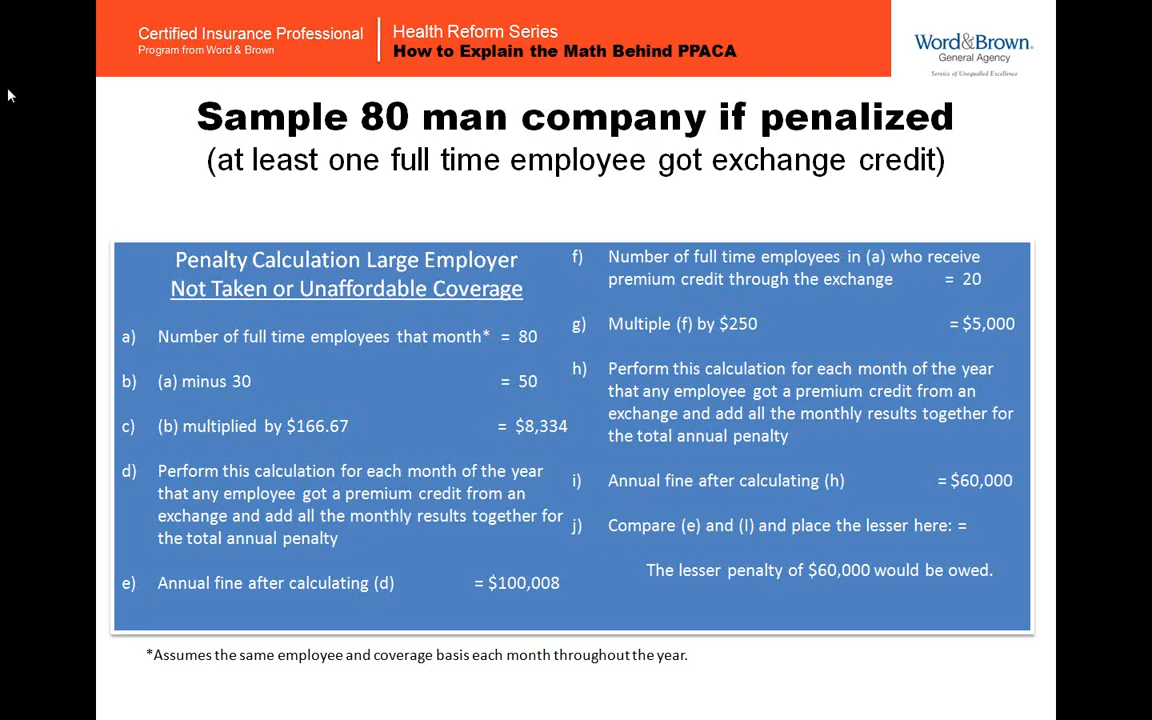 Certified Insurance Professional
Program from Word & Brown
Health Reform Series
How to Explain the Math Behind PPACA
Word&Brown®
General Agency
Service of Unequalled Excellence
Sample 80 man company if penalized
(at least one full time employee got exchange credit)
Penalty Calculation Large Employer
Not Taken or Unaffordable Coverage
a) Number of full time employees that month* = 80
b) (a) minus 30 = 50
c) (b) multiplied by $166.67 = $8,334
d) Perform this calculation for each month of the year
that any employee got a premium credit from an
exchange and add all the monthly results together for
the total annual penalty
e) Annual fine after calculating (d) = $100,008
f) Number of full time employees in (a) who receive
premium credit through the exchange = 20
g) Multiple (f) by $250 = $5,000
h) Perform this calculation for each month of the year
that any employee got a premium credit from an
exchange and add all the monthly results together for
the total annual penalty
i) Annual fine after calculating (h) = $60,000
j) Compare (e) and (I) and place the lesser here: =
The lesser penalty of $60,000 would be owed.
*Assumes the same employee and coverage basis each month throughout the year.